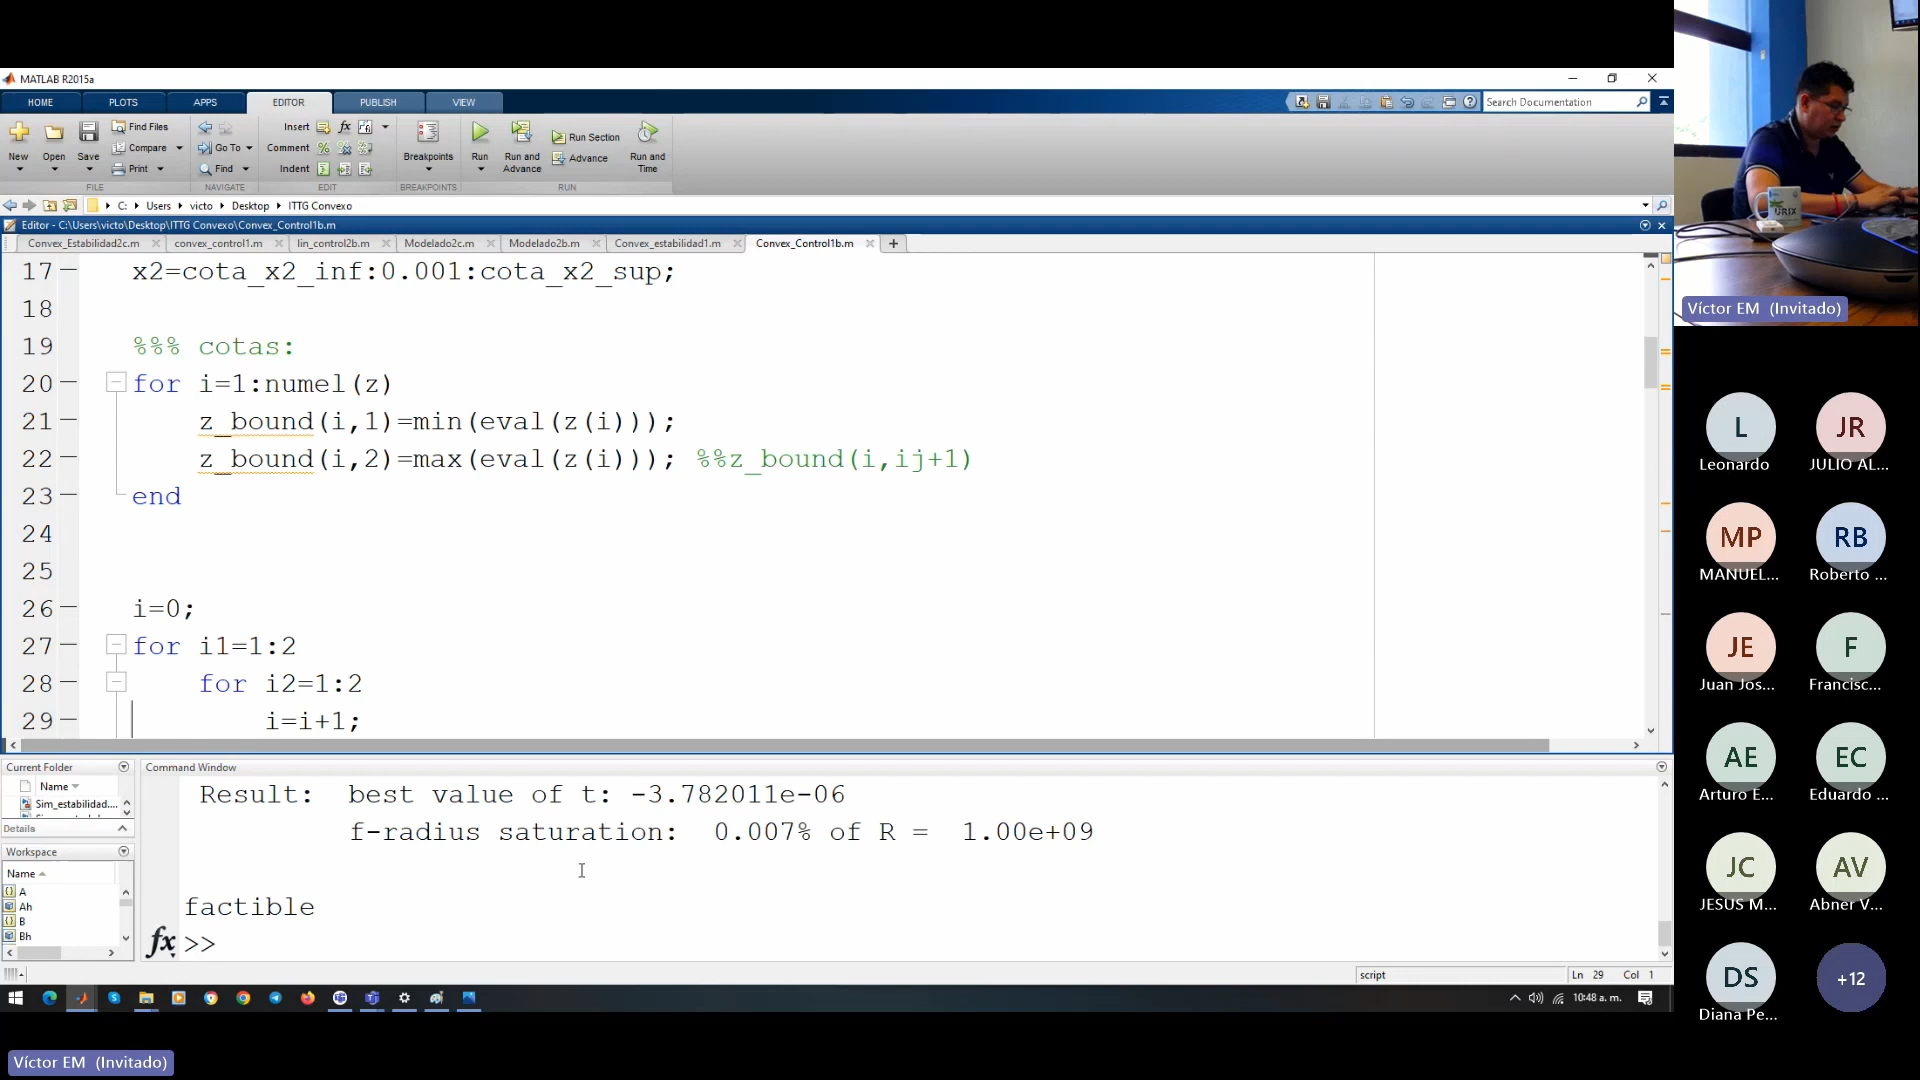 MATLAB R2015a
HOME PLOTS APPS EDITOR PUBLISH VIEW
Search Documentation
New Open Save Find Files Compare Print
Go To Find
Insert Comment Indent
Breakpoints
Run Run and Advance Run Section Advance Run and Time
FILE NAVIGATE EDIT BREAKPOINTS RUN
C: Users victo Desktop ITTG Convexo
Editor - C:\Users\victo\Desktop\ITTG Convexo\Convex_Control1b.m
Convex_Estabilidad2c.m convex_control1.m lin_control2b.m Modelado2c.m Modelado2b.m Convex_estabilidad1.m Convex_Control1b.m
17 x2=cota_x2_inf:0.001:cota_x2_sup;
18
19 %%% cotas:
20 for i=1:numel(z)
21 z_bound(i,1)=min(eval(z(i)));
22 z_bound(i,2)=max(eval(z(i))); %%z_bound(i,ij+1)
23 end
24
25
26 i=0;
27 for i1=1:2
28 for i2=1:2
29 i=i+1;
Current Folder
Name
Sim_estabilidad....
Details
Workspace
Name
A
Ah
B
Bh
Command Window
Result: best value of t: -3.782011e-06
f-radius saturation: 0.007% of R = 1.00e+09
factible
fx >>
script Ln 29 Col 1
10:48 a. m.
Víctor EM (Invitado)
URIX
Víctor EM (Invitado)
L JR
Leonardo JULIO AL...
MP RB
MANUEL... Roberto ...
JE F
Juan Jos... Francisc...
AE EC
Arturo E... Eduardo ...
JC AV
JESUS M... Abner V...
DS +12
Diana Pe...